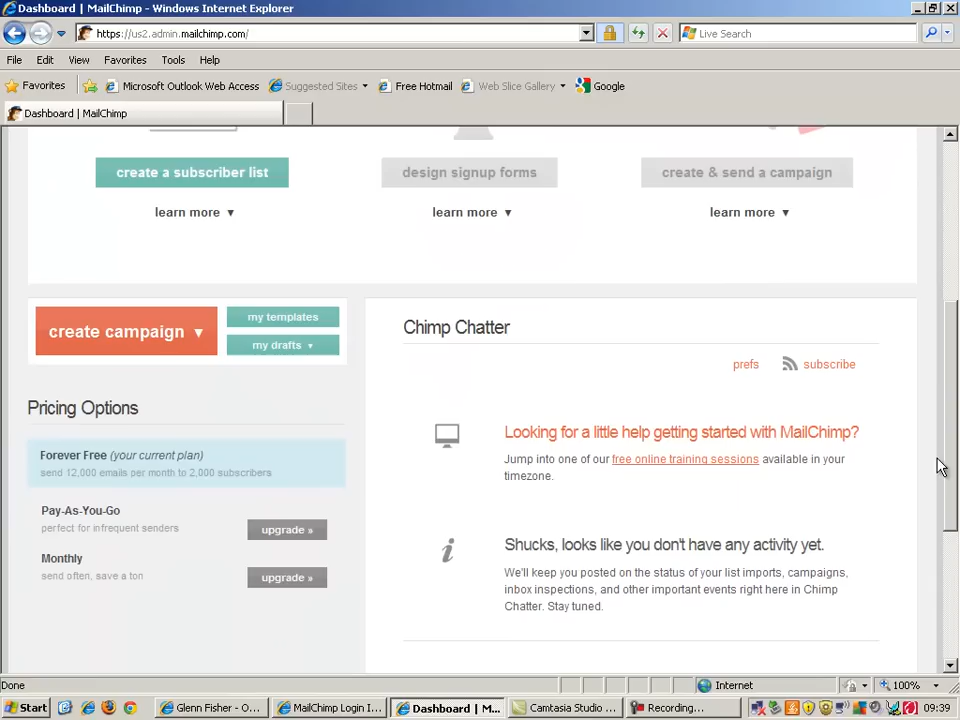 Dashboard | MailChimp - Windows Internet Explorer
https://us2.admin.mailchimp.com/
Live Search
File Edit View Favorites Tools Help
Favorites Microsoft Outlook Web Access Suggested Sites Free Hotmail Web Slice Gallery Google
Dashboard | MailChimp
create a subscriber list design signup forms create & send a campaign
learn more ▼ learn more ▼ learn more ▼
create campaign ▼
my templates
my drafts ▼
Pricing Options
Forever Free (your current plan)
send 12,000 emails per month to 2,000 subscribers
Pay-As-You-Go
perfect for infrequent senders
upgrade »
Monthly
send often, save a ton
upgrade »
Chimp Chatter
prefs subscribe
Looking for a little help getting started with MailChimp?
Jump into one of our free online training sessions available in your
timezone.
Shucks, looks like you don't have any activity yet.
We'll keep you posted on the status of your list imports, campaigns,
inbox inspections, and other important events right here in Chimp
Chatter. Stay tuned.
Done Internet 100%
Start Glenn Fisher - O... MailChimp Login I... Dashboard | M... Camtasia Studio ... Recording... 09:39